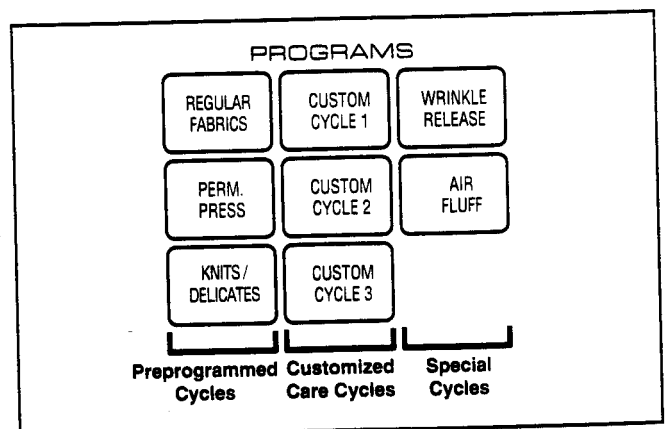 PROGRAMS
REGULAR
FABRICS
CUSTOM
CYCLE 1
WRINKLE
RELEASE
PERM.
PRESS
CUSTOM
CYCLE 2
AIR
FLUFF
KNITS /
DELICATES
CUSTOM
CYCLE 3
Preprogrammed
Cycles
Customized
Care Cycles
Special
Cycles